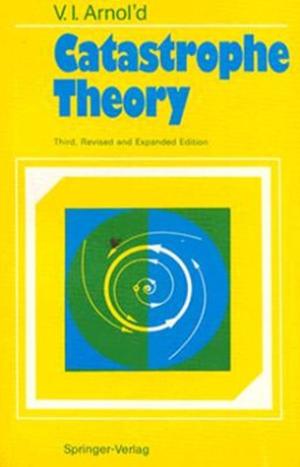 V. I. Arnol'd
Catastrophe
Theory
Third, Revised and Expanded Edition
Springer-Verlag